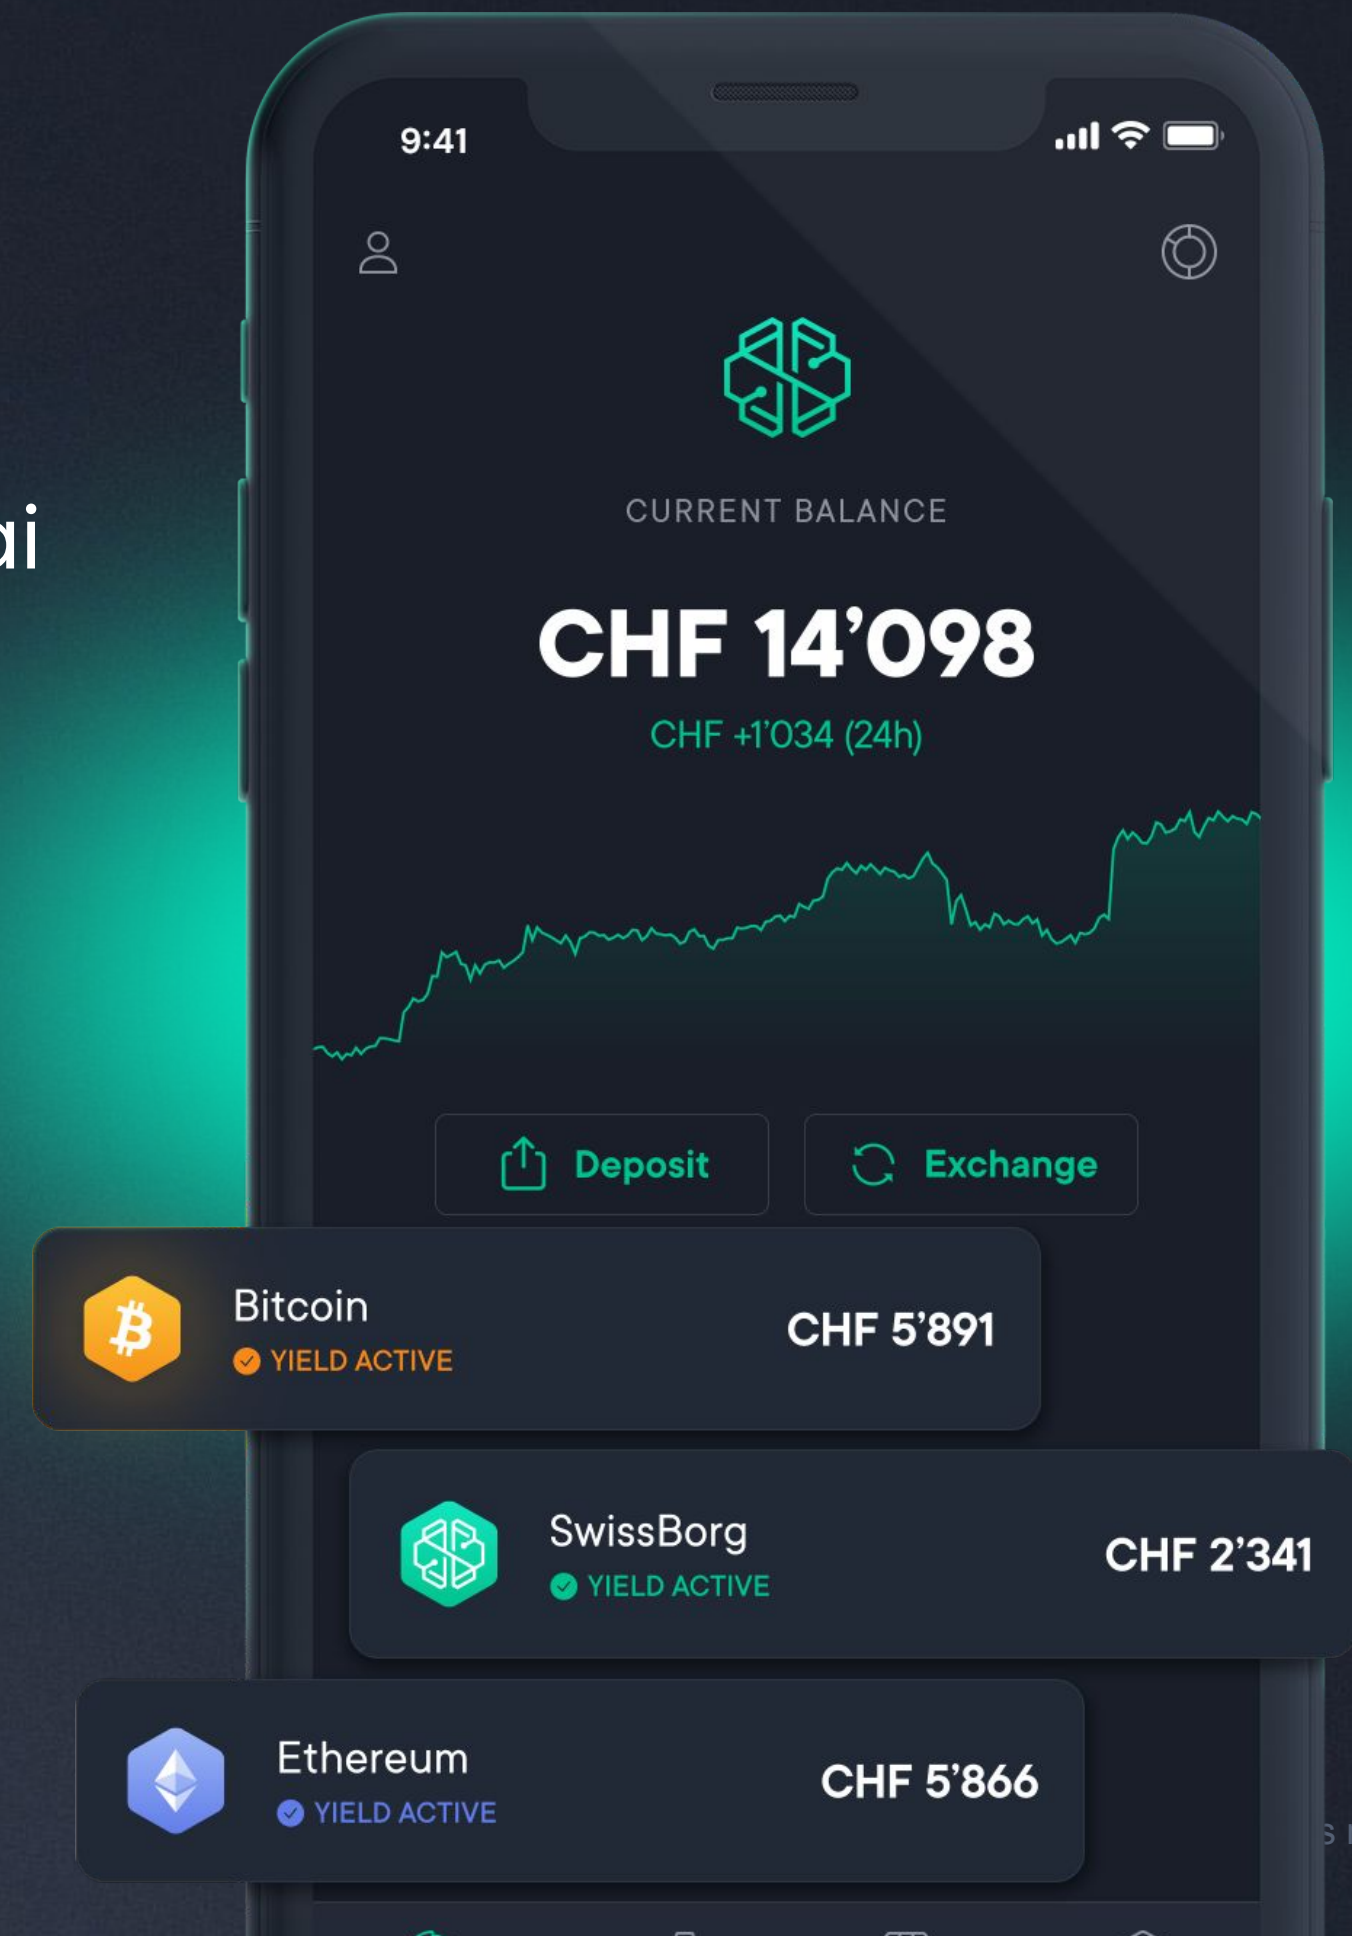 9:41
CURRENT BALANCE
ai
CHF 14’098
CHF +1’034 (24h)
Deposit
Exchange
Bitcoin
YIELD ACTIVE
CHF 5’891
SwissBorg
YIELD ACTIVE
CHF 2’341
Ethereum
YIELD ACTIVE
CHF 5’866